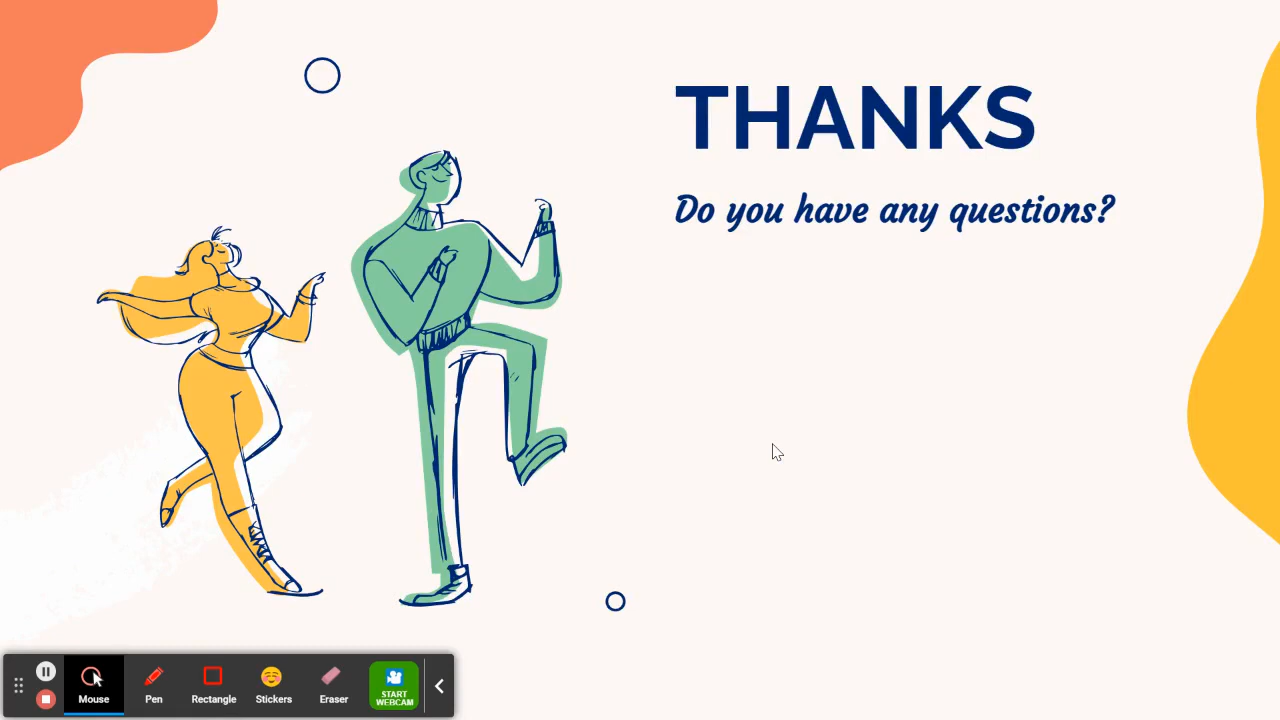 THANKS
Do you have any questions?
Mouse
Pen
Rectangle
Stickers
Eraser
START
WEBCAM